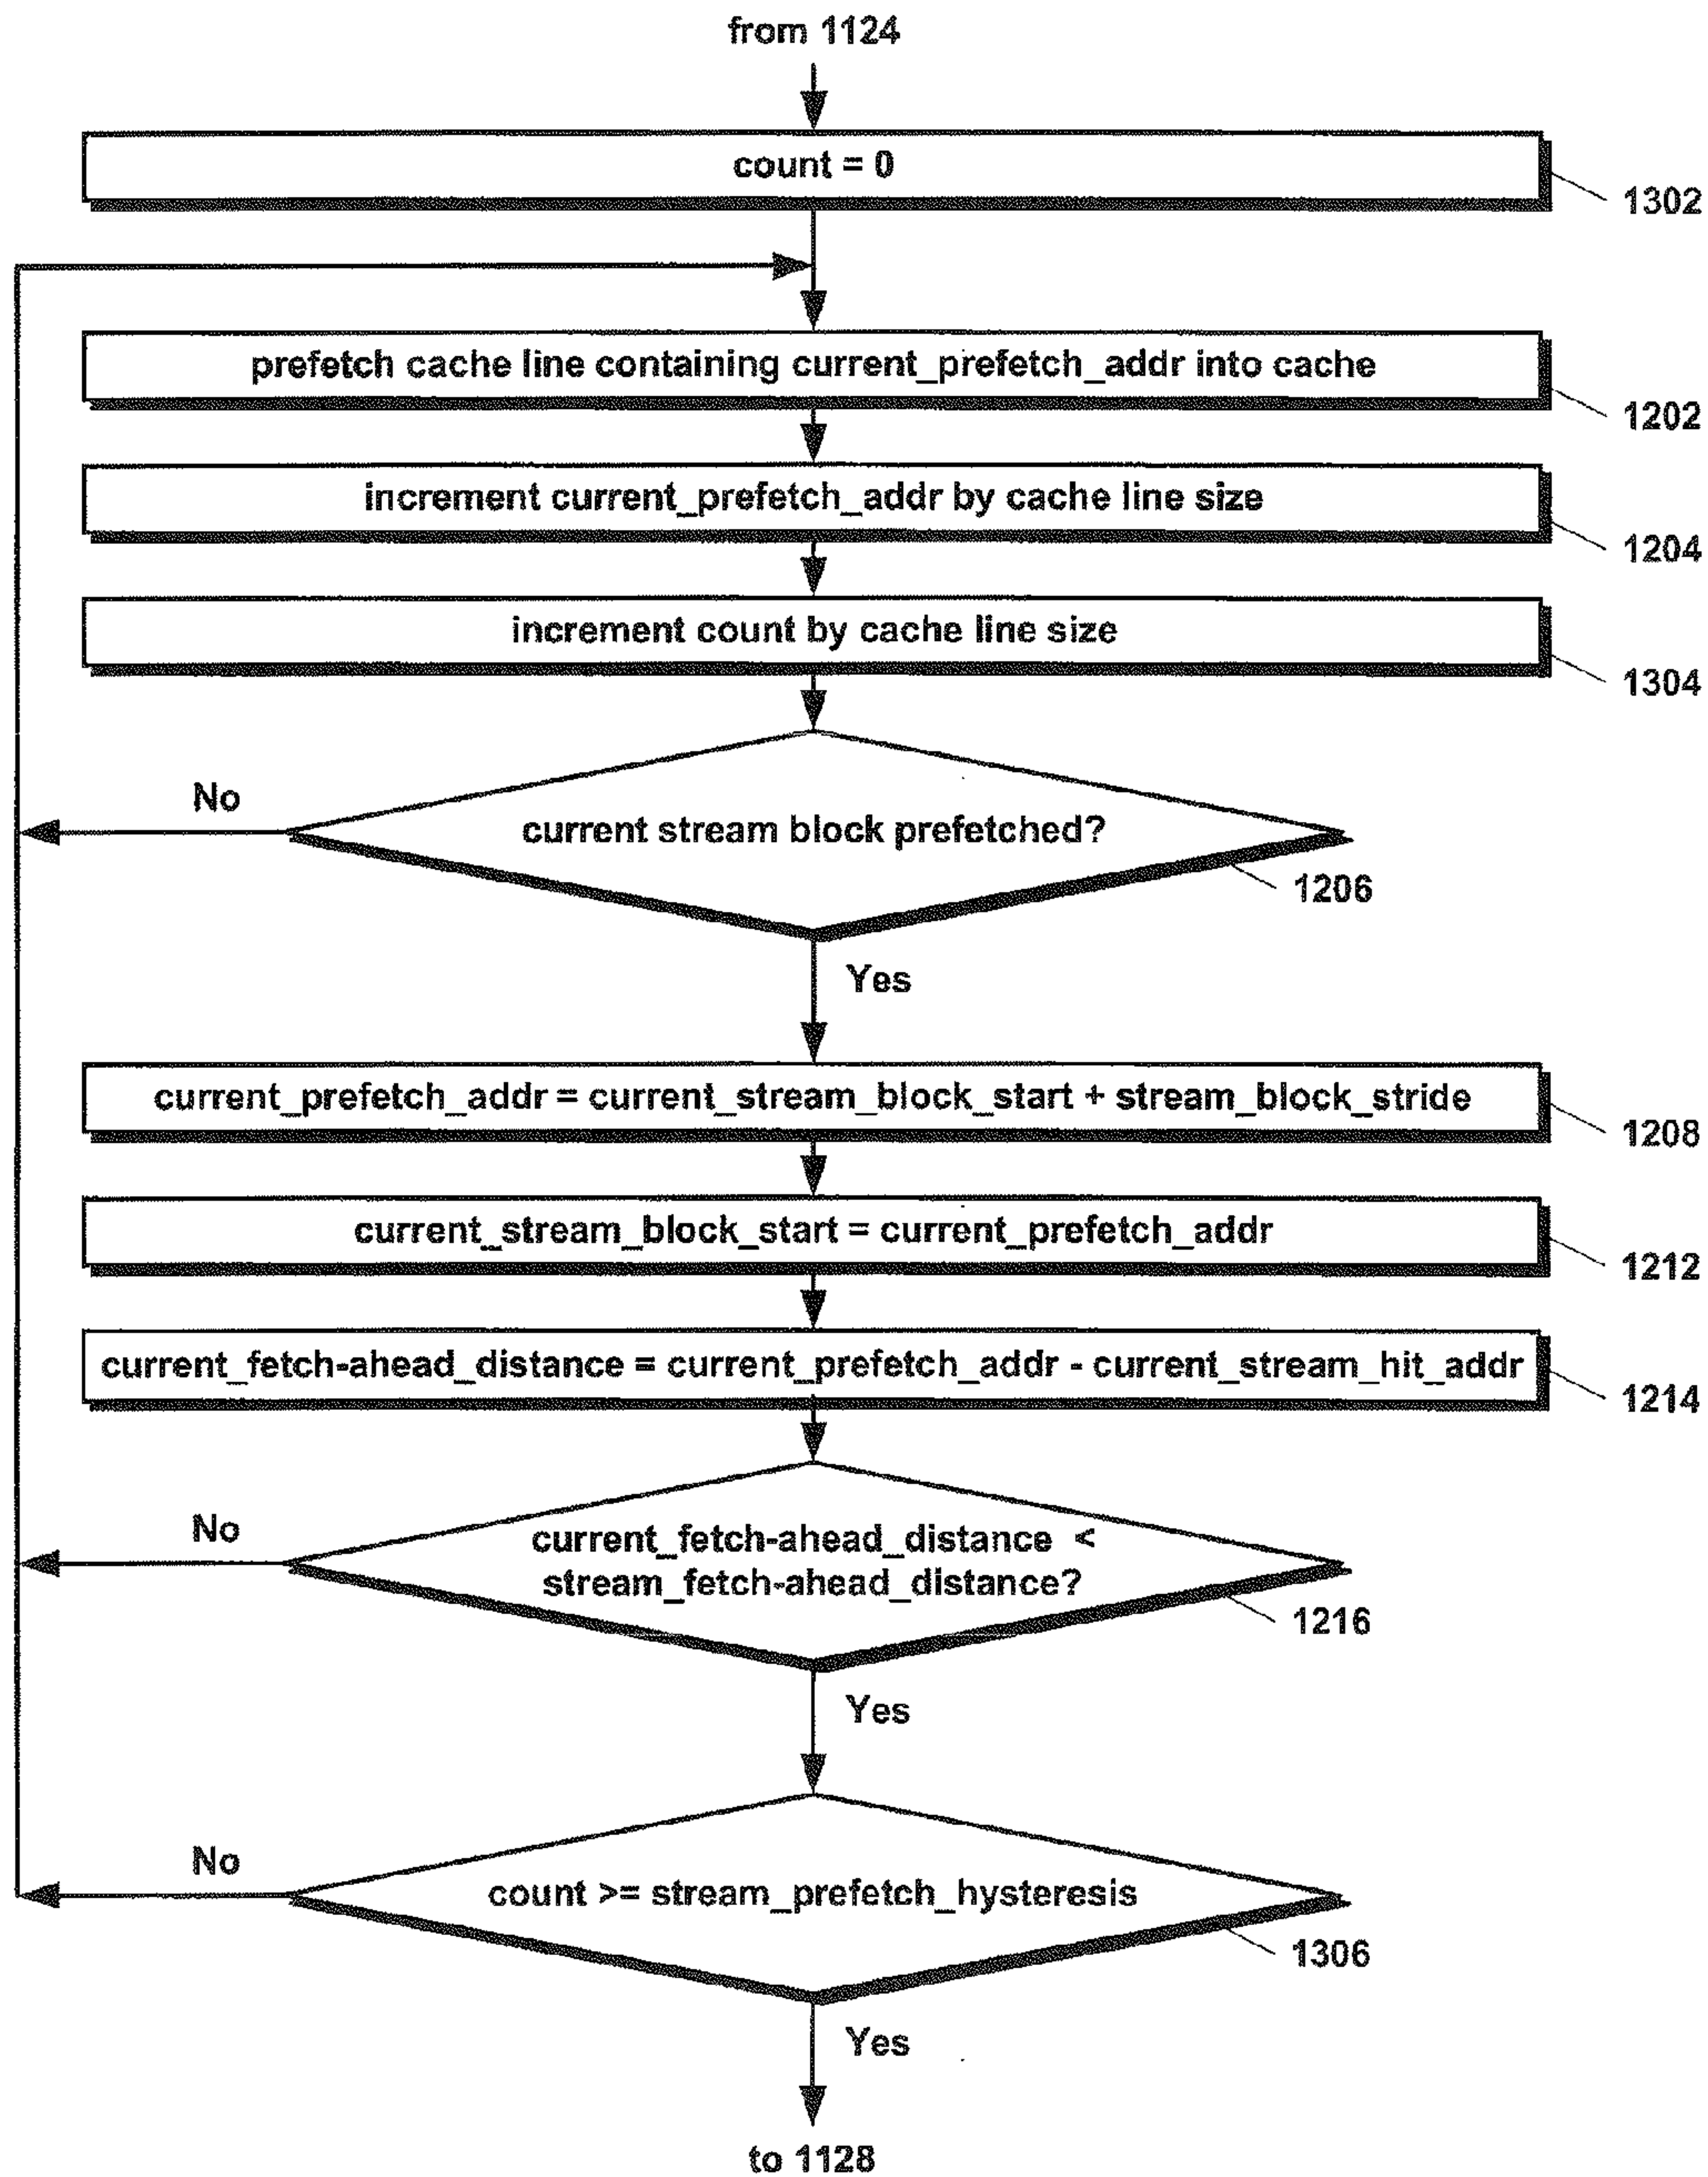 from 1124
count = 0
1302
prefetch cache line containing current_prefetch_addr into cache
1202
increment current_prefetch_addr by cache line size
1204
increment count by cache line size
1304
No
current stream block prefetched?
1206
Yes
current_prefetch_addr = current_stream_block_start + stream_block_stride
1208
current_stream_block_start = current_prefetch_addr
1212
current_fetch-ahead_distance = current_prefetch_addr - current_stream_hit_addr
1214
No
current_fetch-ahead_distance <
stream_fetch-ahead_distance?
1216
Yes
No
count >= stream_prefetch_hysteresis
1306
Yes
to 1128